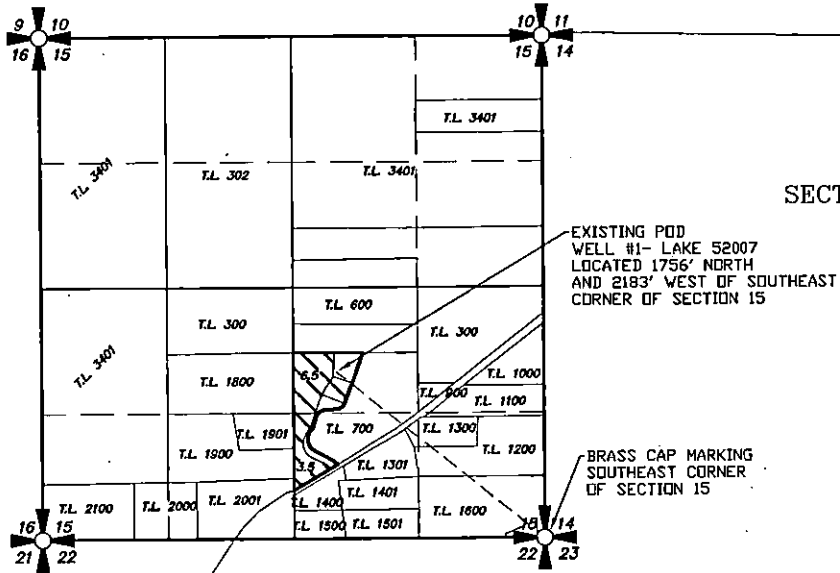 9 10
16 15
10 11
15 14
T.L. 3401
T.L. 3401
T.L. 302
T.L. 3401
SECT
EXISTING POD
WELL #1- LAKE 52007
LOCATED 1756' NORTH
AND 2183' WEST OF SOUTHEAST
CORNER OF SECTION 15
T.L. 600
T.L. 300
T.L. 300
T.L. 3401
6.5
T.L. 1000
T.L. 1800
T.L. 900
T.L. 1100
T.L. 700
T.L. 1300
T.L. 1901
T.L. 1900
T.L. 1200
3.5
T.L. 1301
BRASS CAP MARKING
SOUTHEAST CORNER
OF SECTION 15
T.L. 2100
T.L. 2000
T.L. 2001
T.L. 1400
T.L. 1401
T.L. 1600
T.L. 1500
T.L. 1501
16 15
21 22
15 14
22 23